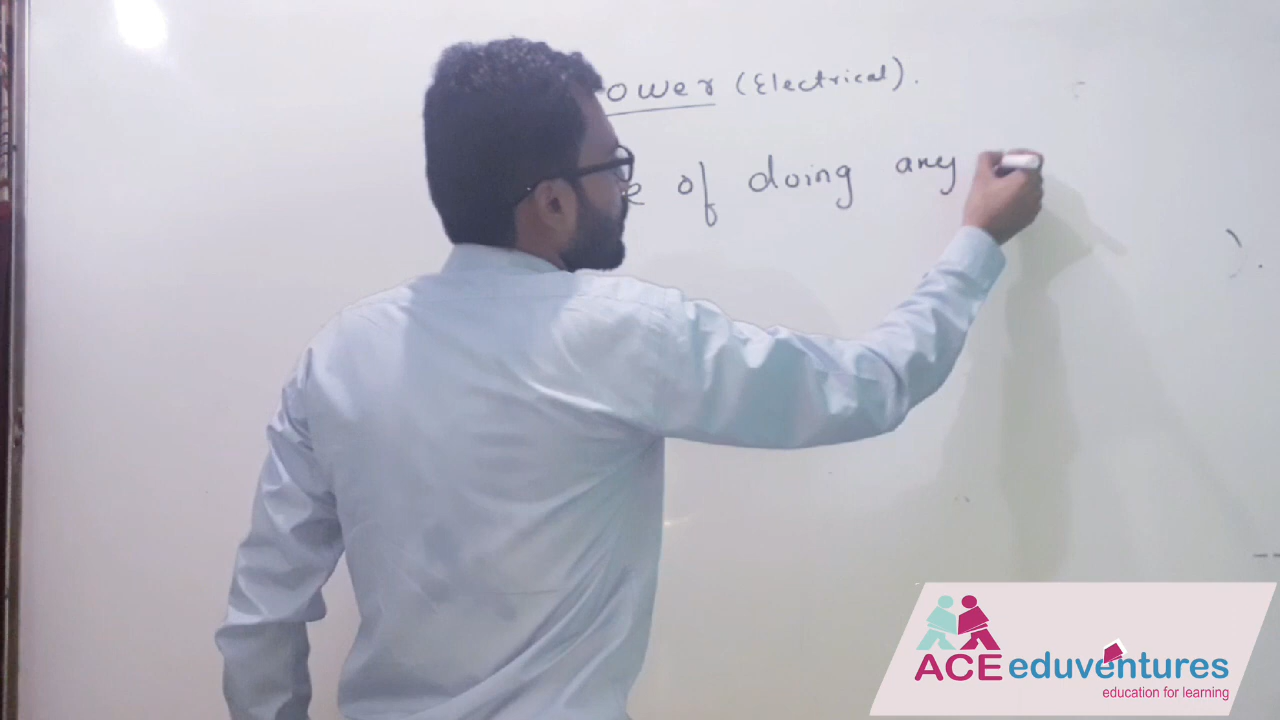 ower (Electrical).
e of doing any
ACE eduventures
education for learning